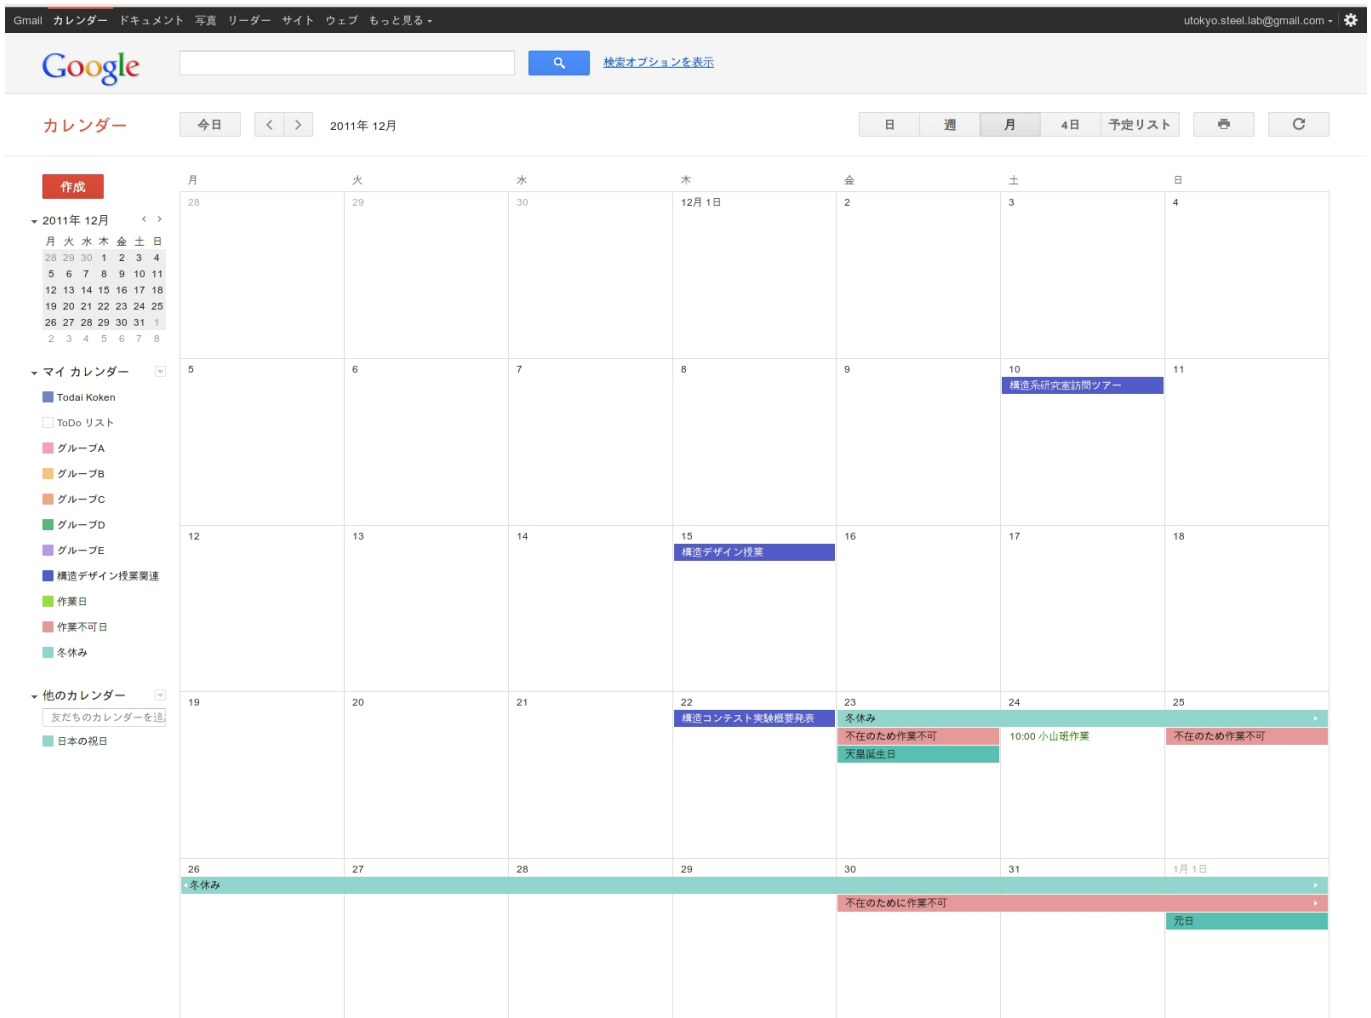 Gmail カレンダー ドキュメント 写真 リーダー サイト ウェブ もっと見る
utokyo.steel.lab@gmail.com
Google
検索オプションを表示
カレンダー
今日
2011年 12月
日 週 月 4日 予定リスト
作成
2011年 12月
月 火 水 木 金 土 日
28 29 30 1 2 3 4
5 6 7 8 9 10 11
12 13 14 15 16 17 18
19 20 21 22 23 24 25
26 27 28 29 30 31 1
2 3 4 5 6 7 8
マイ カレンダー
Todai Koken
ToDo リスト
グループA
グループB
グループC
グループD
グループE
構造デザイン授業関連
作業日
作業不可日
冬休み
他のカレンダー
友だちのカレンダーを追
日本の祝日
月 火 水 木 金 土 日
28 29 30 12月 1日 2 3 4
5 6 7 8 9 10 11
構造系研究室訪問ツアー
12 13 14 15 16 17 18
構造デザイン授業
19 20 21 22 23 24 25
構造コンテスト実験概要発表 冬休み
不在のため作業不可 10:00 小山班作業 不在のため作業不可
天皇誕生日
26 27 28 29 30 31 1月 1日
冬休み
不在のために作業不可
元日